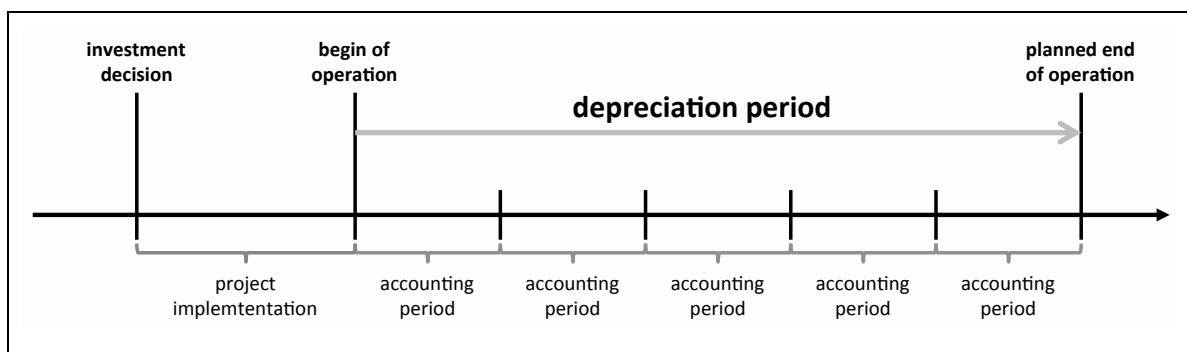 investment
decision
begin of
operation
planned end
of operation
depreciation period
project
implemtentation
accounting
period
accounting
period
accounting
period
accounting
period
accounting
period